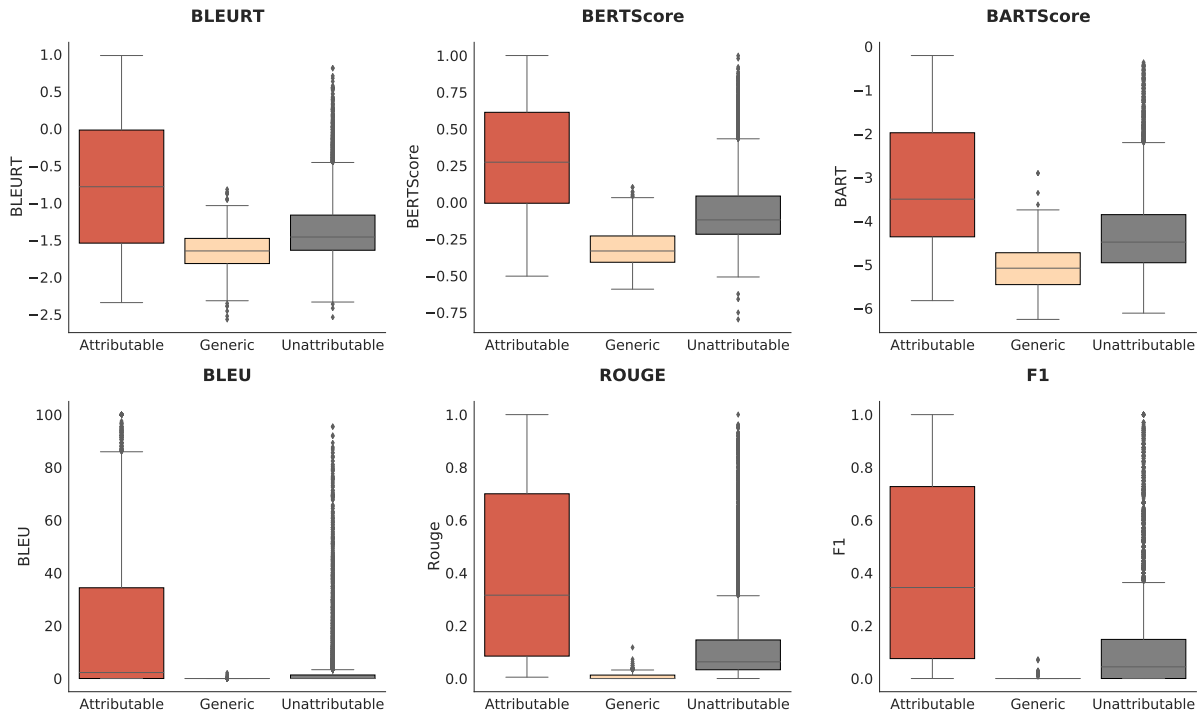 BLEURT
BERTScore
BARTScore
BLEURT
1.0
0.5
0.0
−0.5
−1.0
−1.5
−2.0
−2.5
Attributable Generic Unattributable
BERTScore
1.00
0.75
0.50
0.25
0.00
−0.25
−0.50
−0.75
Attributable Generic Unattributable
BART
0
−1
−2
−3
−4
−5
−6
Attributable Generic Unattributable
BLEU
ROUGE
F1
BLEU
100
80
60
40
20
0
Attributable Generic Unattributable
Rouge
1.0
0.8
0.6
0.4
0.2
0.0
Attributable Generic Unattributable
F1
1.0
0.8
0.6
0.4
0.2
0.0
Attributable Generic Unattributable